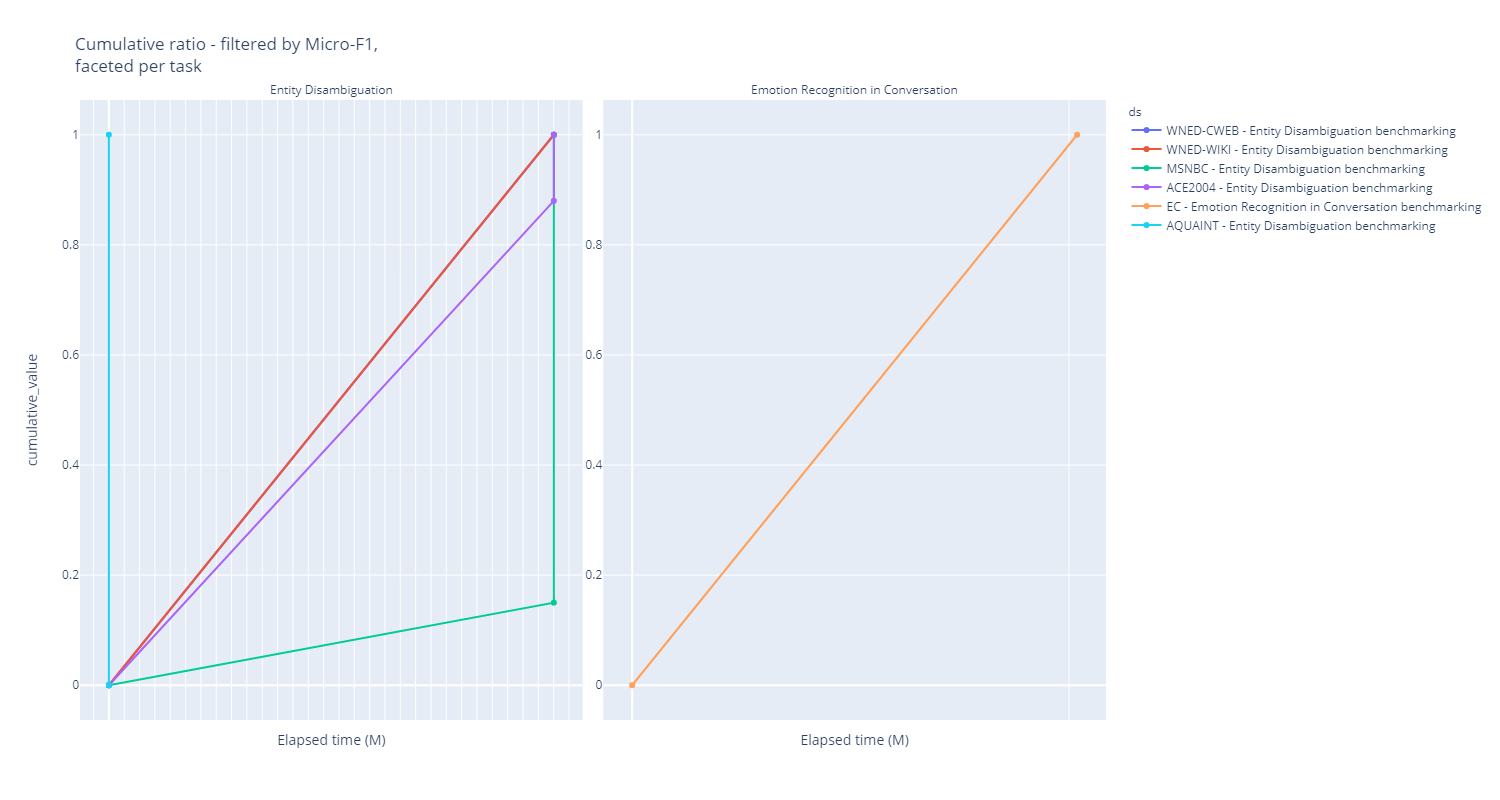 Cumulative ratio - filtered by Micro-F1,
faceted per task
Entity Disambiguation
Emotion Recognition in Conversation
ds
WNED-CWEB - Entity Disambiguation benchmarking
WNED-WIKI - Entity Disambiguation benchmarking
MSNBC - Entity Disambiguation benchmarking
ACE2004 - Entity Disambiguation benchmarking
EC - Emotion Recognition in Conversation benchmarking
AQUAINT - Entity Disambiguation benchmarking
cumulative_value
1
0.8
0.6
0.4
0.2
0
1
0.8
0.6
0.4
0.2
0
Elapsed time (M)
Elapsed time (M)